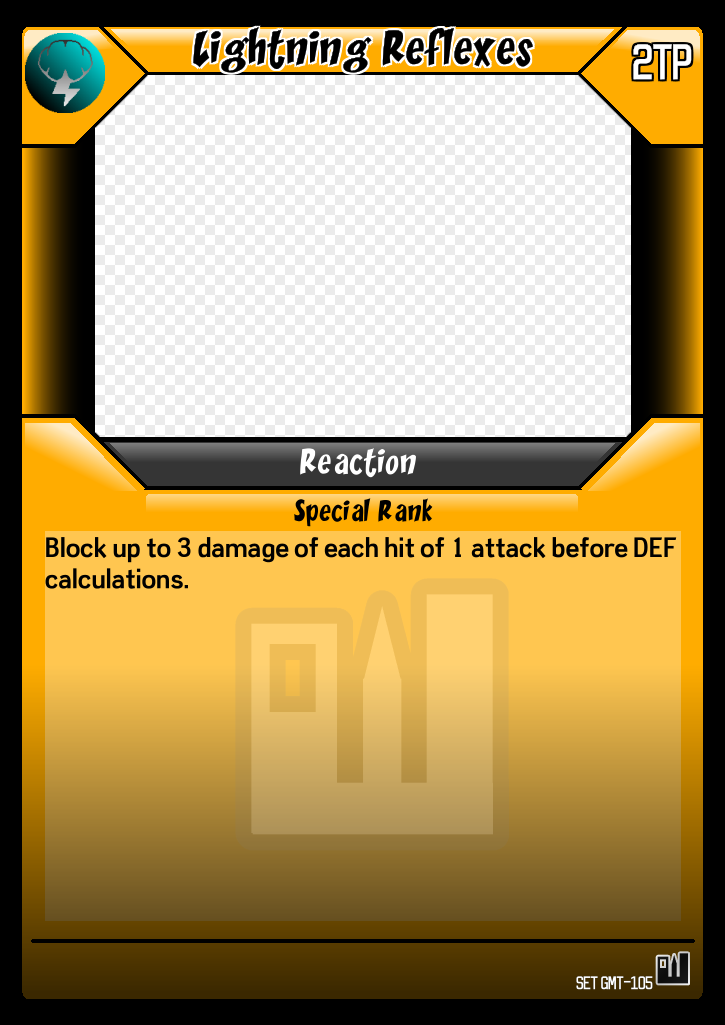 Lightning Reflexes
2TP
Reaction
Special Rank
Block up to 3 damage of each hit of 1 attack before DEF
calculations.
SET GMT-105